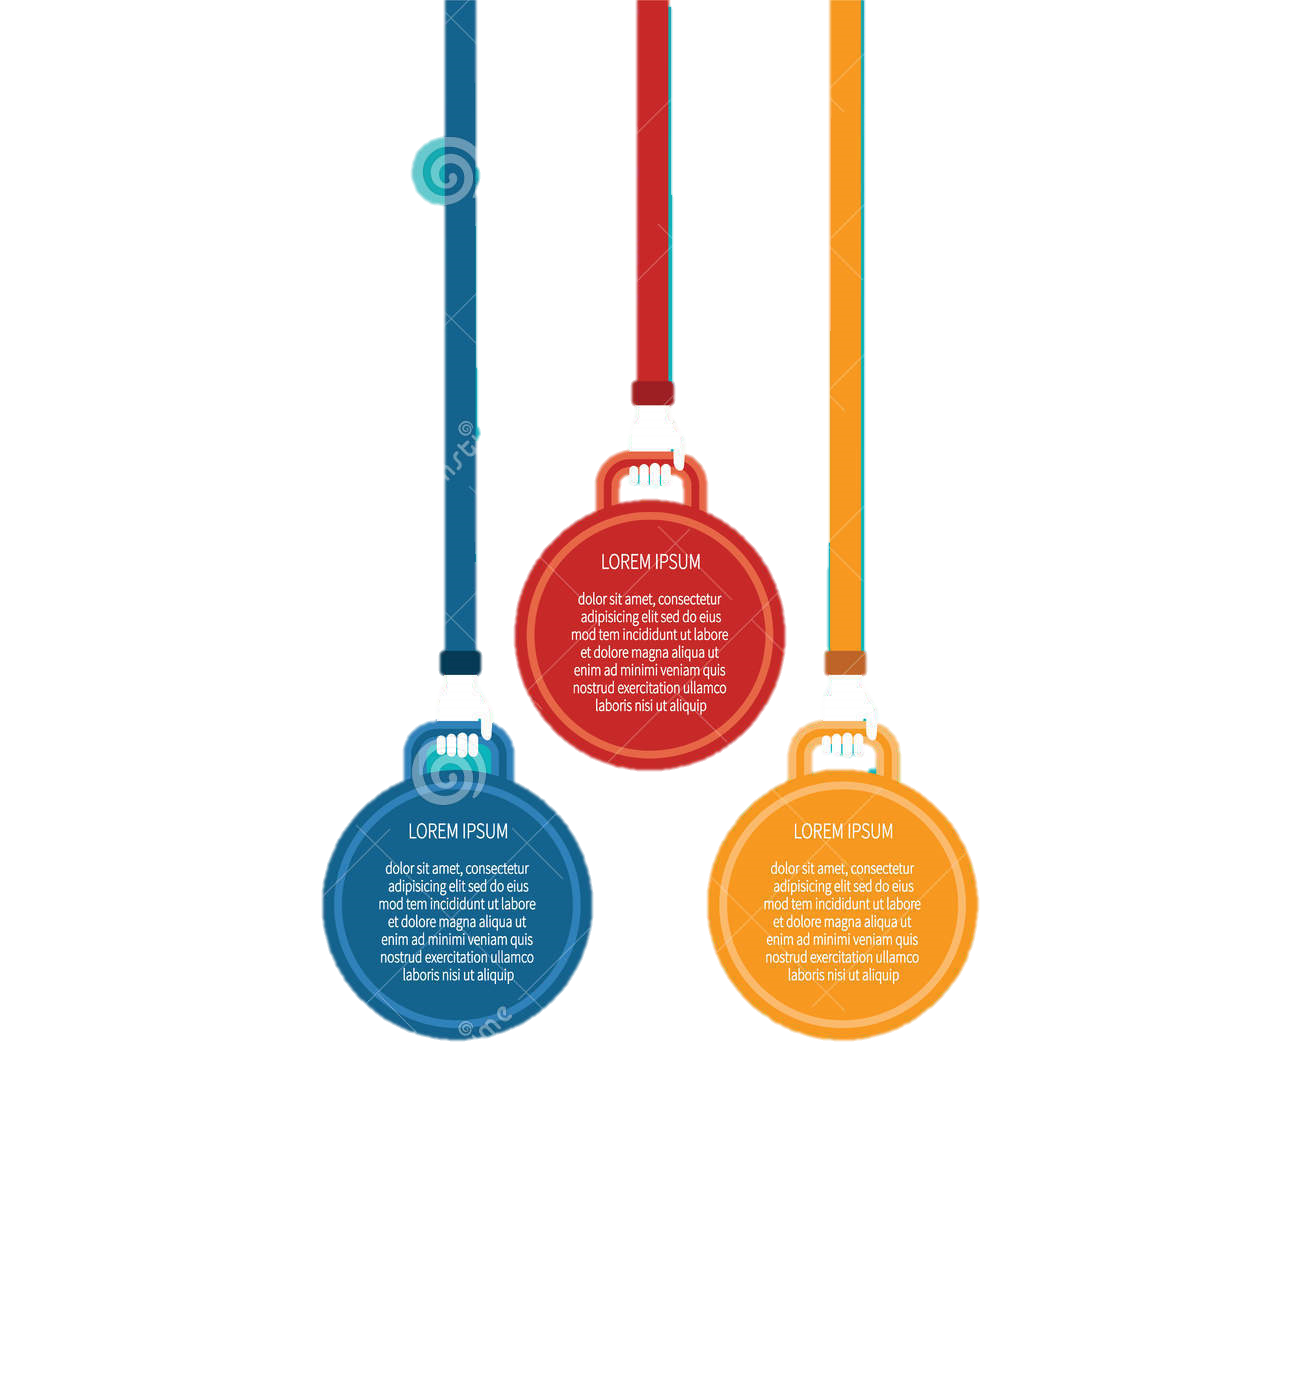 LOREM IPSUM
dolor sit amet, consectetur
adipisicing elit sed do eius
mod tem incididunt ut labore
et dolore magna aliqua ut
enim ad minimi veniam quis
nostrud exercitation ullamco
laboris nisi ut aliquip
LOREM IPSUM
dolor sit amet, consectetur
adipisicing elit sed do eius
mod tem incididunt ut labore
et dolore magna aliqua ut
enim ad minimi veniam quis
nostrud exercitation ullamco
laboris nisi ut aliquip
LOREM IPSUM
dolor sit amet, consectetur
adipisicing elit sed do eius
mod tem incididunt ut labore
et dolore magna aliqua ut
enim ad minimi veniam quis
nostrud exercitation ullamco
laboris nisi ut aliquip